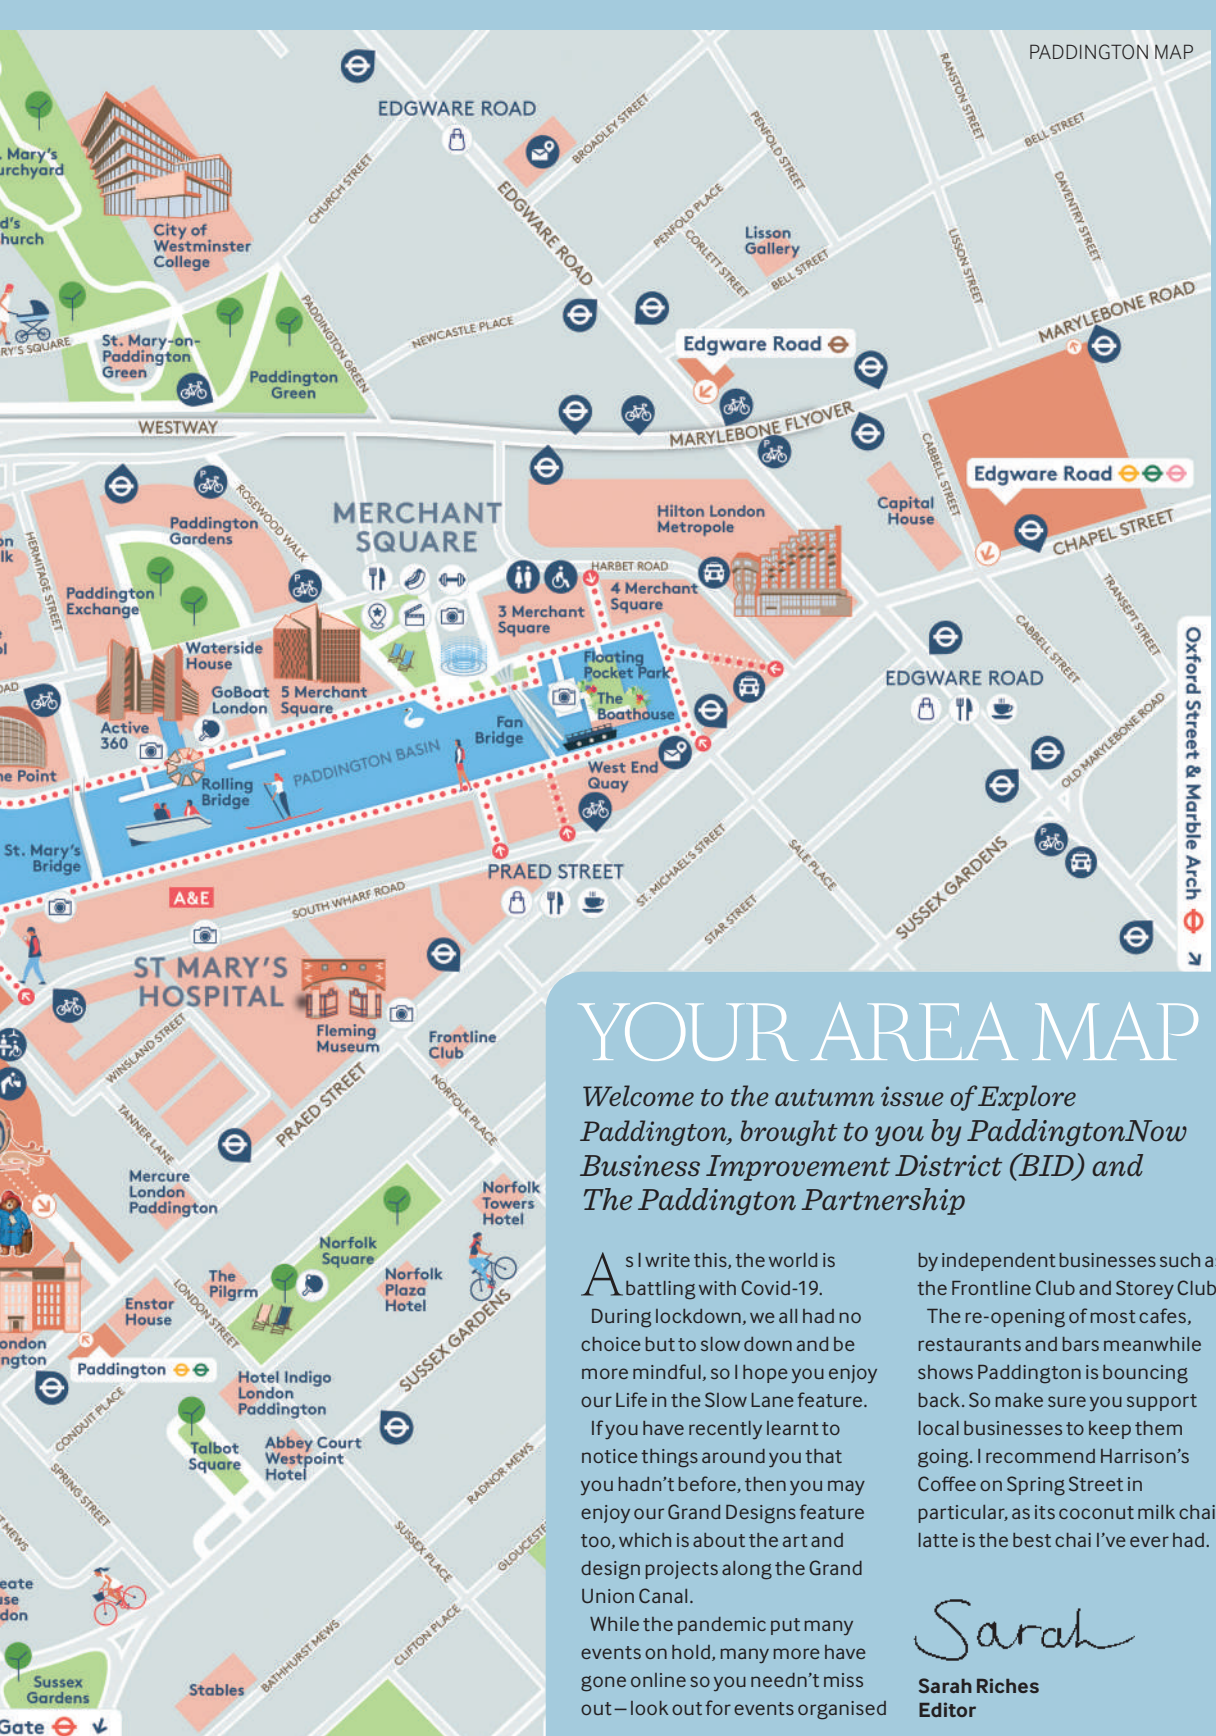 PADDINGTON MAP
EDGWARE ROAD
BROADLEY STREET
PENFOLD STREET
RANSTON STREET
BELL STREET
DAVENTRY STREET
CHURCH STREET
Mary's
City of
Westminster
College
EDGWARE ROAD
PENFOLD PLACE
CORLETT STREET
Lisson
Gallery
BELL STREET
LISSON STREET
MARYLEBONE ROAD
PADDINGTON GREEN
NEWCASTLE PLACE
St. Mary-on-
Paddington
Green
Paddington
Green
Edgware Road
WESTWAY
MARYLEBONE FLYOVER
CABBELL STREET
Edgware Road
Capital
House
CHAPEL STREET
MERCHANT
SQUARE
Hilton London
Metropole
ROSEWOOD WALK
Paddington
Gardens
HERMITAGE STREET
HARBET ROAD
Paddington
Exchange
4 Merchant
Square
3 Merchant
Square
TRANSEPT STREET
CABBELL STREET
Waterside
House
Floating
Pocket Park
The
Boathouse
EDGWARE ROAD
GoBoat
London
5 Merchant
Square
Active
360
Fan
Bridge
PADDINGTON BASIN
OLD MARYLEBONE ROAD
Oxford Street & Marble Arch
Point
Rolling
Bridge
West End
Quay
P
St. Mary's
Bridge
PRAED STREET
ST. MICHAEL'S STREET
SALE PLACE
SUSSEX GARDENS
A&E
SOUTH WHARF ROAD
STAR STREET
ST MARY'S
HOSPITAL
Fleming
Museum
Frontline
Club
WINSLAND STREET
PRAED STREET
NORFOLK PLACE
TANNER LANE
Mercure
London
Paddington
Norfolk
Towers
Hotel
Norfolk
Square
The
Pilgrm
Norfolk
Plaza
Hotel
Enstar
House
LONDON STREET
SUSSEX GARDENS
Paddington
Hotel Indigo
London
Paddington
CONDUIT PLACE
Talbot
Square
Abbey Court
Westpoint
Hotel
SPRING STREET
RADNOR MEWS
SUSSEX PLACE
BATHHURST MEWS
CLIFTON PLACE
Stables
Sussex
Gardens
Gate
YOUR AREA MAP
Welcome to the autumn issue of Explore
Paddington, brought to you by PaddingtonNow
Business Improvement District (BID) and
The Paddington Partnership
As I write this, the world is
battling with Covid-19.
During lockdown, we all had no
choice but to slow down and be
more mindful, so I hope you enjoy
our Life in the Slow Lane feature.
If you have recently learnt to
notice things around you that
you hadn't before, then you may
enjoy our Grand Designs feature
too, which is about the art and
design projects along the Grand
Union Canal.
While the pandemic put many
events on hold, many more have
gone online so you needn't miss
out – look out for events organised
by independent businesses such as
the Frontline Club and Storey Club
The re-opening of most cafes,
restaurants and bars meanwhile
shows Paddington is bouncing
back. So make sure you support
local businesses to keep them
going. I recommend Harrison's
Coffee on Spring Street in
particular, as its coconut milk chai
latte is the best chai I've ever had.
Sarah
Sarah Riches
Editor